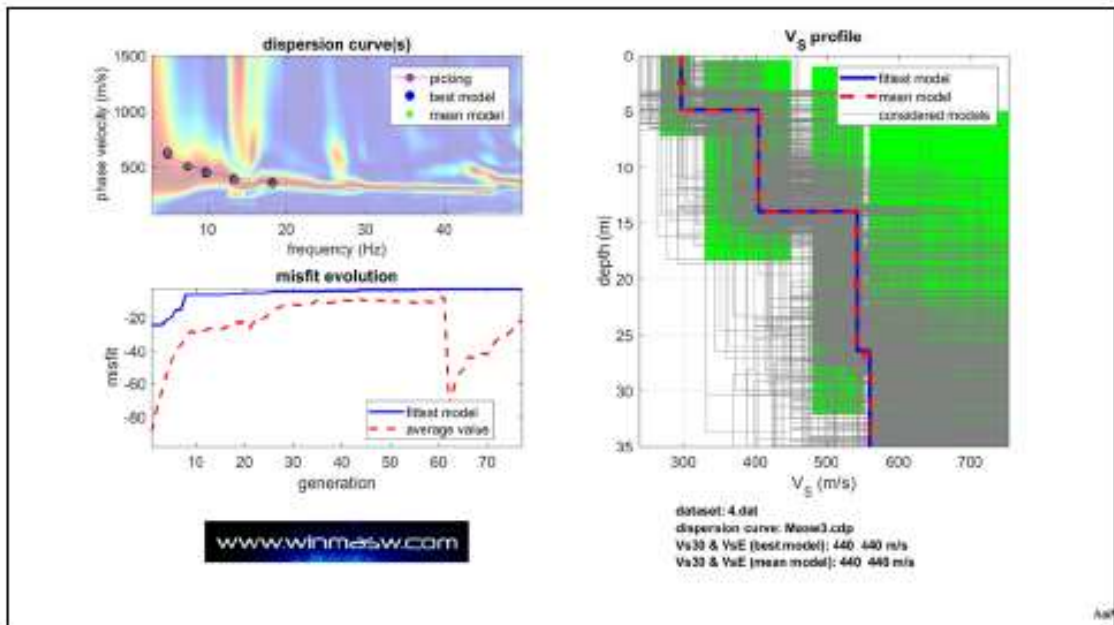 dispersion curve(s)
1500
1000
500
phase velocity (m/s)
picking
best model
mean model
10 20 30 40
frequency (Hz)
misfit evolution
-20
-40
-60
-80
misfit
fittest model
average value
10 20 30 40 50 60 70
generation
www.winmasw.com
VS profile
0
5
10
15
20
25
30
35
depth (m)
fittest model
mean model
considered models
300 400 500 600 700
VS (m/s)
dataset: 4.dat
dispersion curve: Masw3.cdp
Vs30 & VsE (best model): 440 440 m/s
Vs30 & VsE (mean model): 440 440 m/s